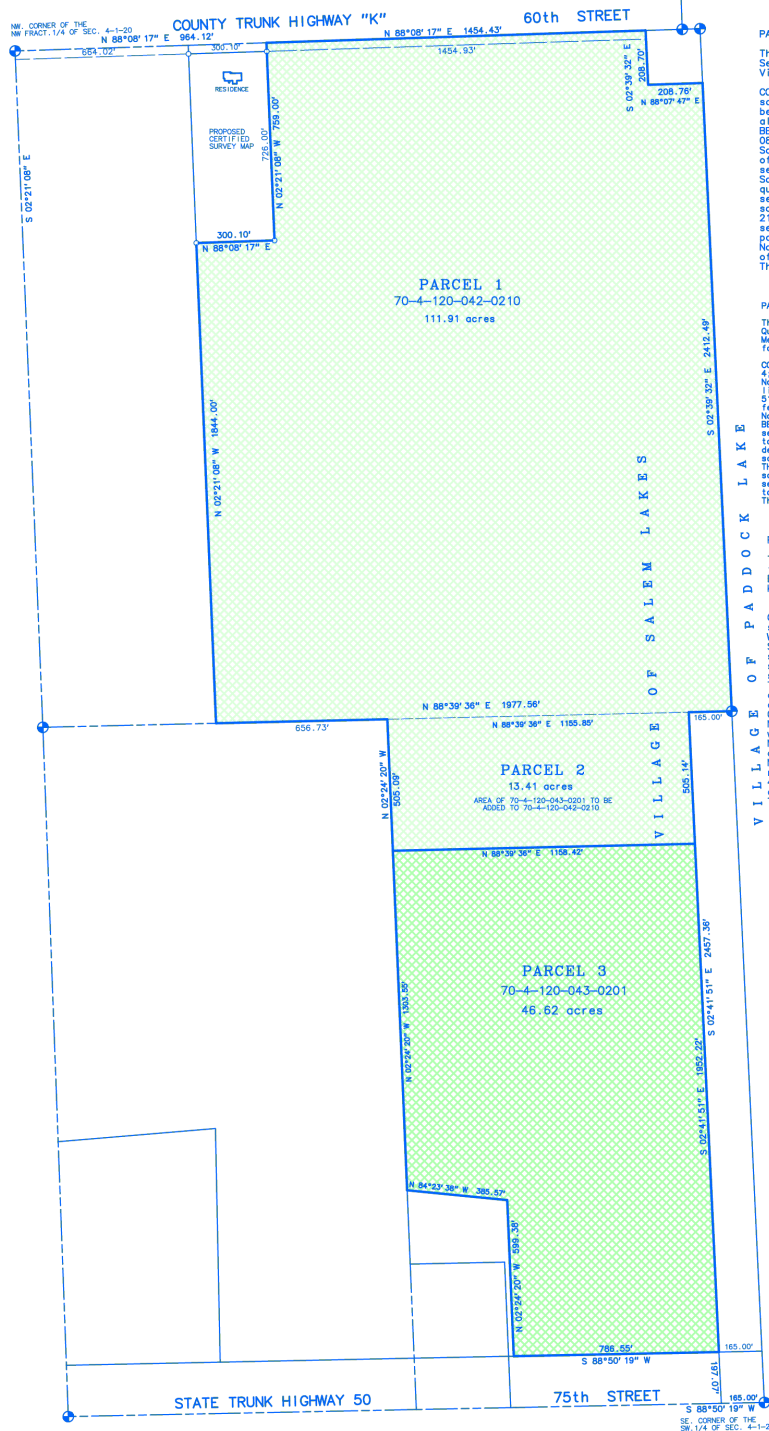 NW. CORNER OF THE
NW FRACT.1/4 OF SEC. 4-1-20
COUNTY TRUNK HIGHWAY "K"
60th STREET
N 88°08'17" E 964.12'
N 88°08'17" E 1454.43'
664.02'
300.10'
1454.93'
S 02°39'32" E
208.70'
208.76'
N 88°07'47" E
RESIDENCE
PROPOSED
CERTIFIED
SURVEY MAP
726.00'
N 02°21'08" W 759.00'
S 02°21'08" E
300.10'
N 88°08'17" E
PARCEL 1
70-4-120-042-0210
111.91 acres
S 02°39'32" E 2412.49'
N 02°21'08" W 1844.00'
VILLAGE OF SALEM LAKES
VILLAGE OF PADDOCK LAKE
N 88°39'36" E 1977.56'
656.73'
N 88°39'36" E 1155.85'
165.00'
N 02°24'20" W
505.09'
505.14'
PARCEL 2
13.41 acres
AREA OF 70-4-120-043-0201 TO BE
ADDED TO 70-4-120-042-0210
N 88°39'36" E 1158.42'
PARCEL 3
70-4-120-043-0201
46.62 acres
N 02°24'20" W 1303.55'
S 02°41'51" E 2457.36'
S 02°41'51" E 1952.22'
N 84°23'38" W 385.57'
N 02°24'20" W 599.38'
786.55'
S 88°50'19" W
165.00'
197.07'
STATE TRUNK HIGHWAY 50
75th STREET
165.00'
S 88°50'19" W
SE. CORNER OF THE
SW.1/4 OF SEC. 4-1-2